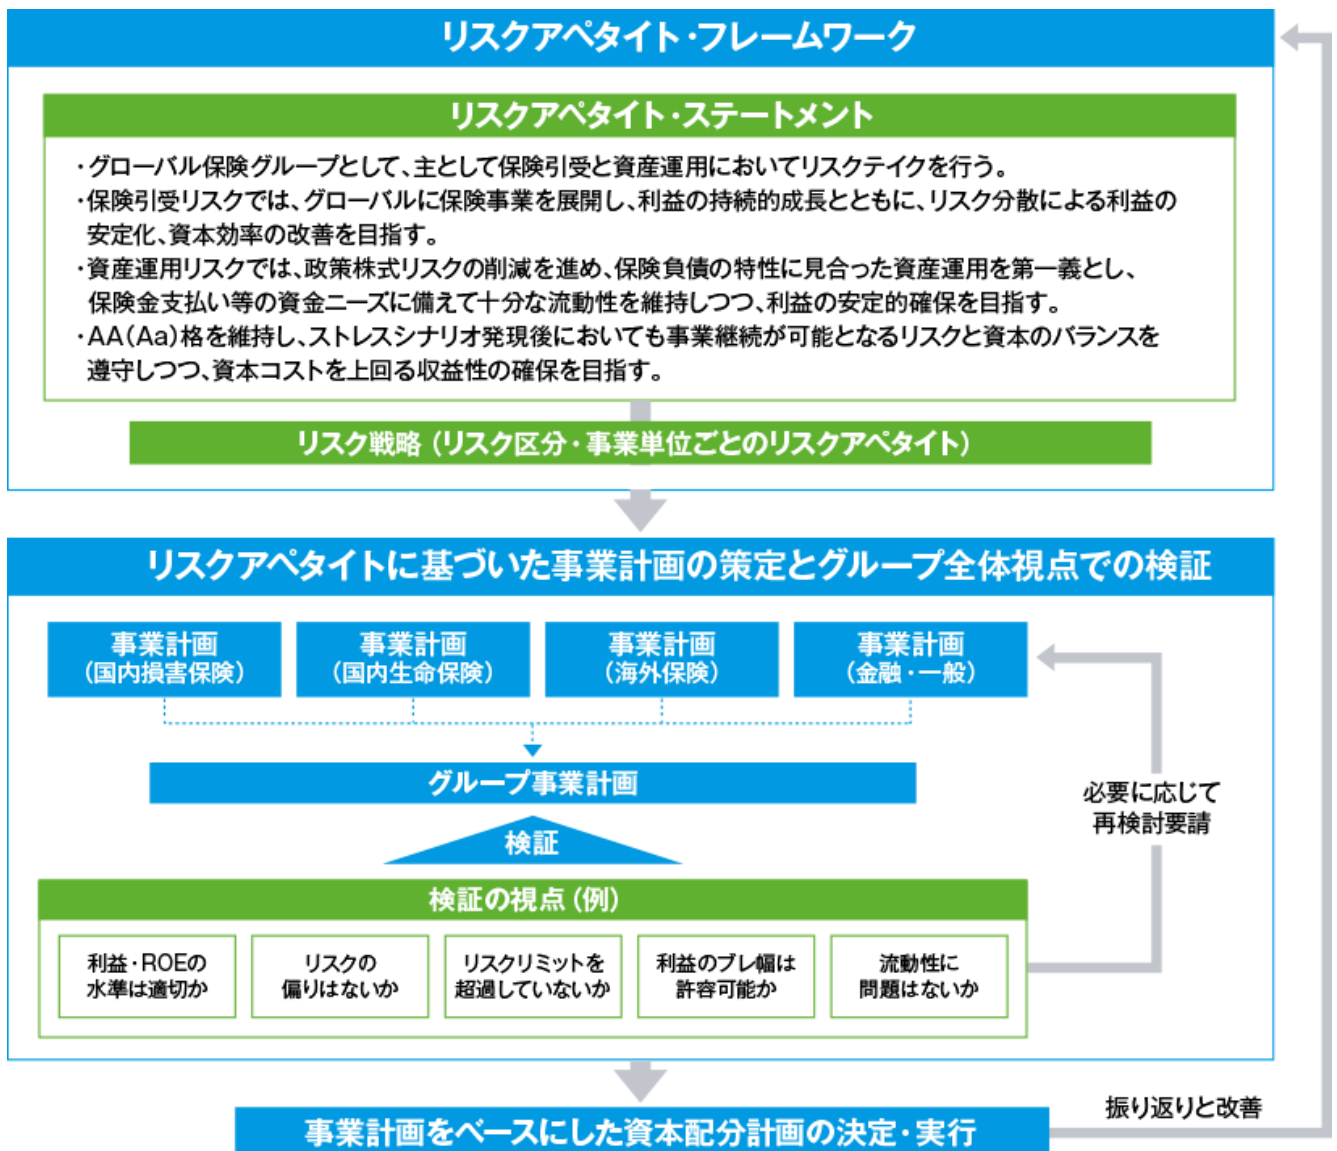 リスクアペタイト・フレームワーク
リスクアペタイト・ステートメント
・グローバル保険グループとして、主として保険引受と資産運用においてリスクテイクを行う。
・保険引受リスクでは、グローバルに保険事業を展開し、利益の持続的成長とともに、リスク分散による利益の
安定化、資本効率の改善を目指す。
・資産運用リスクでは、政策株式リスクの削減を進め、保険負債の特性に見合った資産運用を第一義とし、
保険金支払い等の資金ニーズに備えて十分な流動性を維持しつつ、利益の安定的確保を目指す。
・AA(Aa)格を維持し、ストレスシナリオ発現後においても事業継続が可能となるリスクと資本のバランスを
遵守しつつ、資本コストを上回る収益性の確保を目指す。
リスク戦略(リスク区分・事業単位ごとのリスクアペタイト)
リスクアペタイトに基づいた事業計画の策定とグループ全体視点での検証
事業計画
(国内損害保険)
事業計画
(国内生命保険)
事業計画
(海外保険)
事業計画
(金融・一般)
グループ事業計画
検証
必要に応じて
再検討要請
検証の視点(例)
利益・ROEの
水準は適切か
リスクの
偏りはないか
リスクリミットを
超過していないか
利益のブレ幅は
許容可能か
流動性に
問題はないか
振り返りと改善
事業計画をベースにした資本配分計画の決定・実行